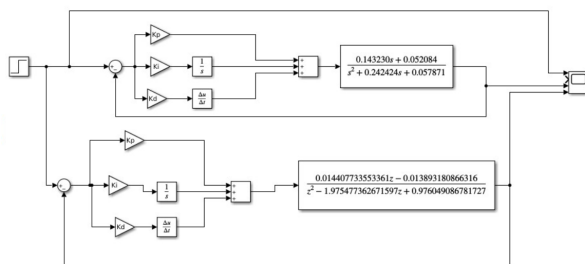 Kp
Ki
1
s
Kd
Δu
Δt
+
+
+
+
-
0.143230s + 0.052084
s² + 0.242424s + 0.057871
Kp
Ki
1
s
Kd
Δu
Δt
+
+
+
+
-
0.01440773355361z - 0.013893180866316
z² - 1.975477362671597z + 0.976049086781727